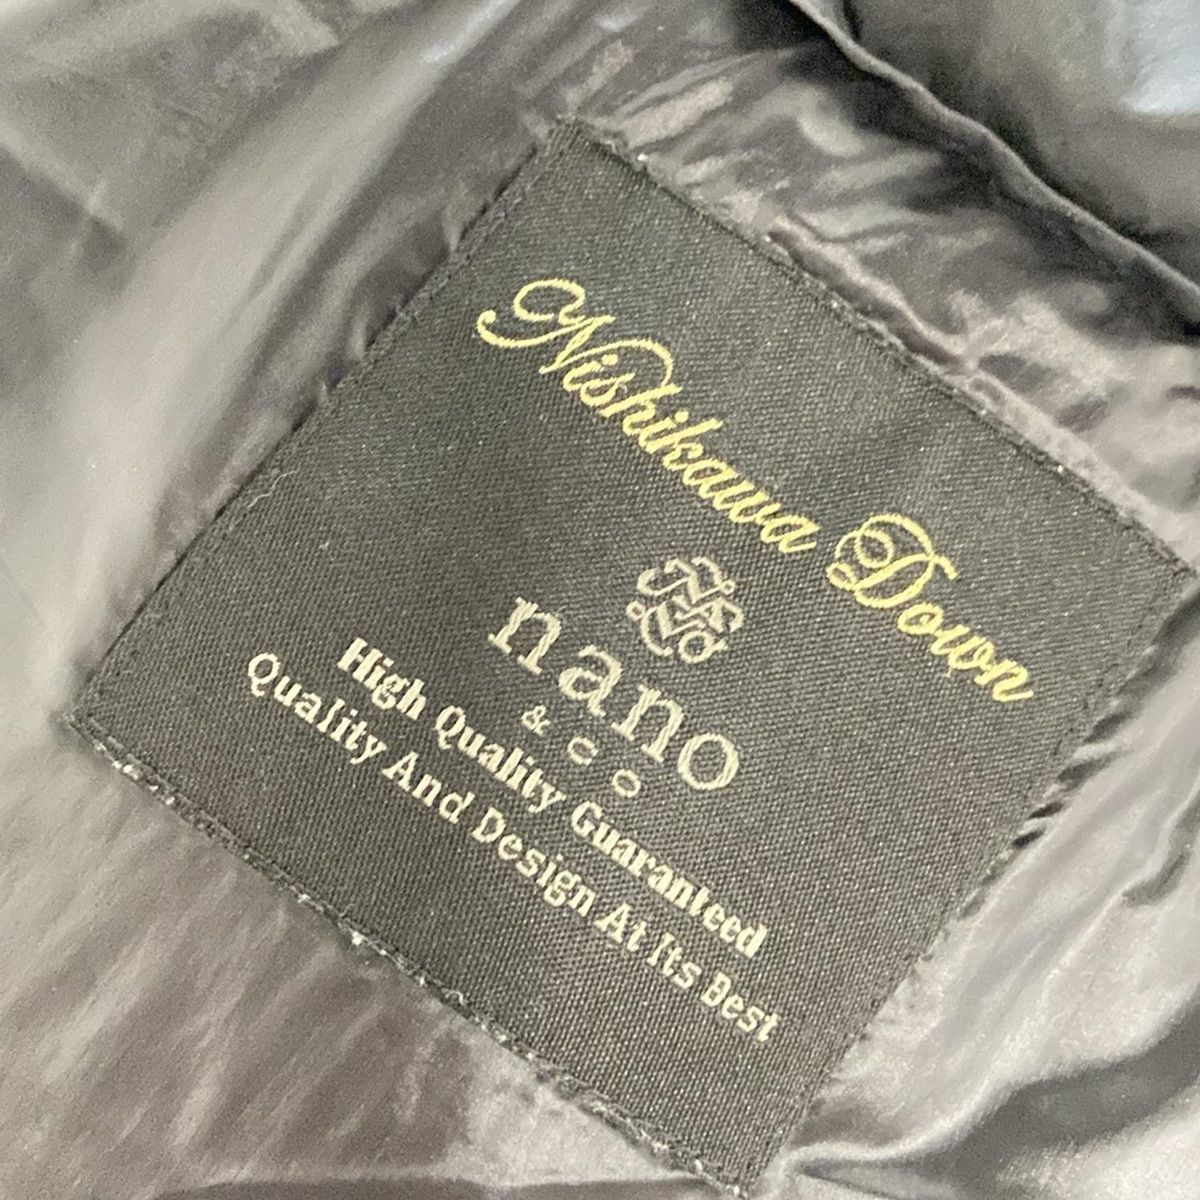 Nishikawa Down
nano
& co
High Quality Guaranteed
Quality And Design At Its Best